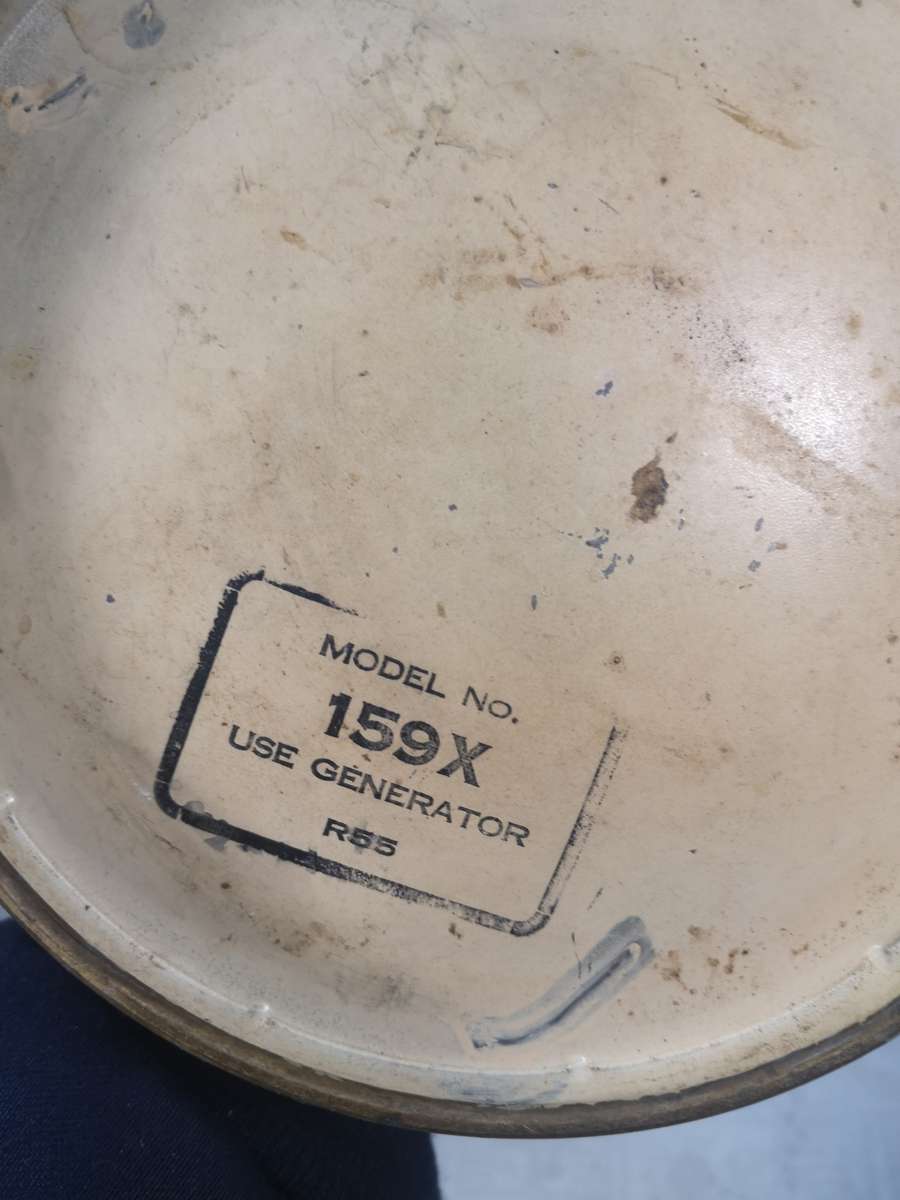 MODEL NO.
159X
USE GENERATOR
R55